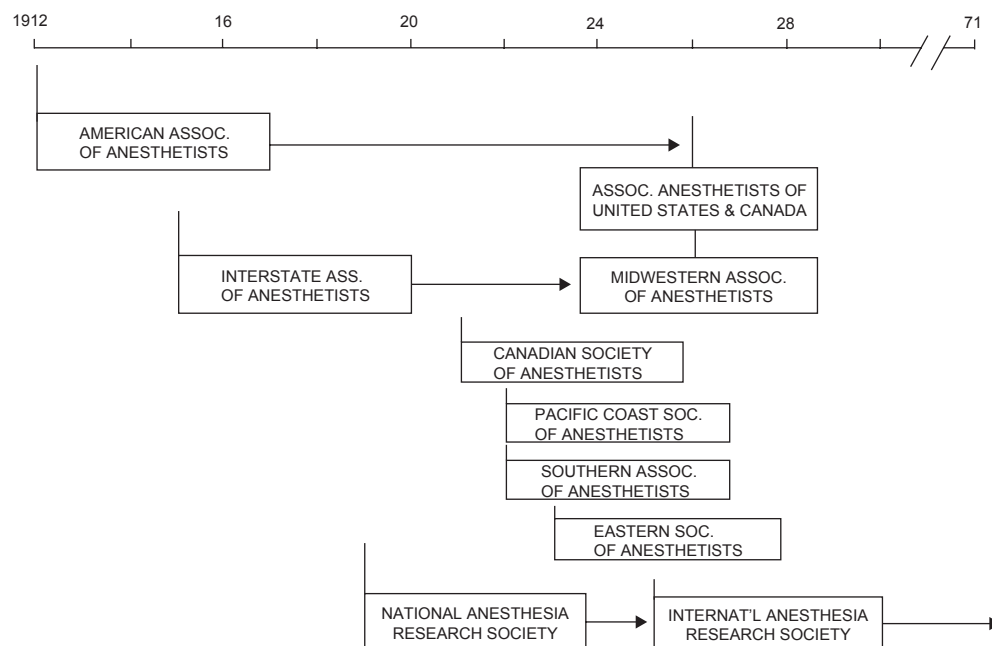 1912 16 20 24 28 71
AMERICAN ASSOC.
OF ANESTHETISTS
ASSOC. ANESTHETISTS OF
UNITED STATES & CANADA
INTERSTATE ASS.
OF ANESTHETISTS
MIDWESTERN ASSOC.
OF ANESTHETISTS
CANADIAN SOCIETY
OF ANESTHETISTS
PACIFIC COAST SOC.
OF ANESTHETISTS
SOUTHERN ASSOC.
OF ANESTHETISTS
EASTERN SOC.
OF ANESTHETISTS
NATIONAL ANESTHESIA
RESEARCH SOCIETY
INTERNAT'L ANESTHESIA
RESEARCH SOCIETY